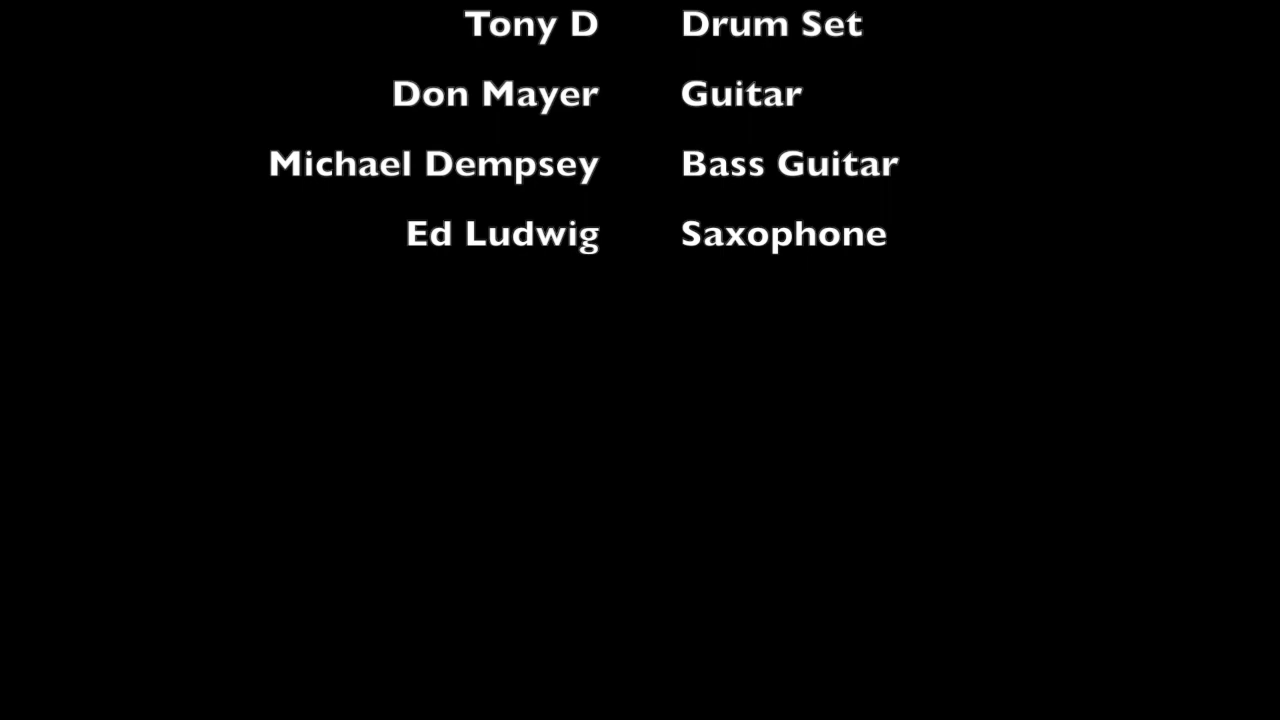 Tony D Drum Set
Don Mayer Guitar
Michael Dempsey Bass Guitar
Ed Ludwig Saxophone